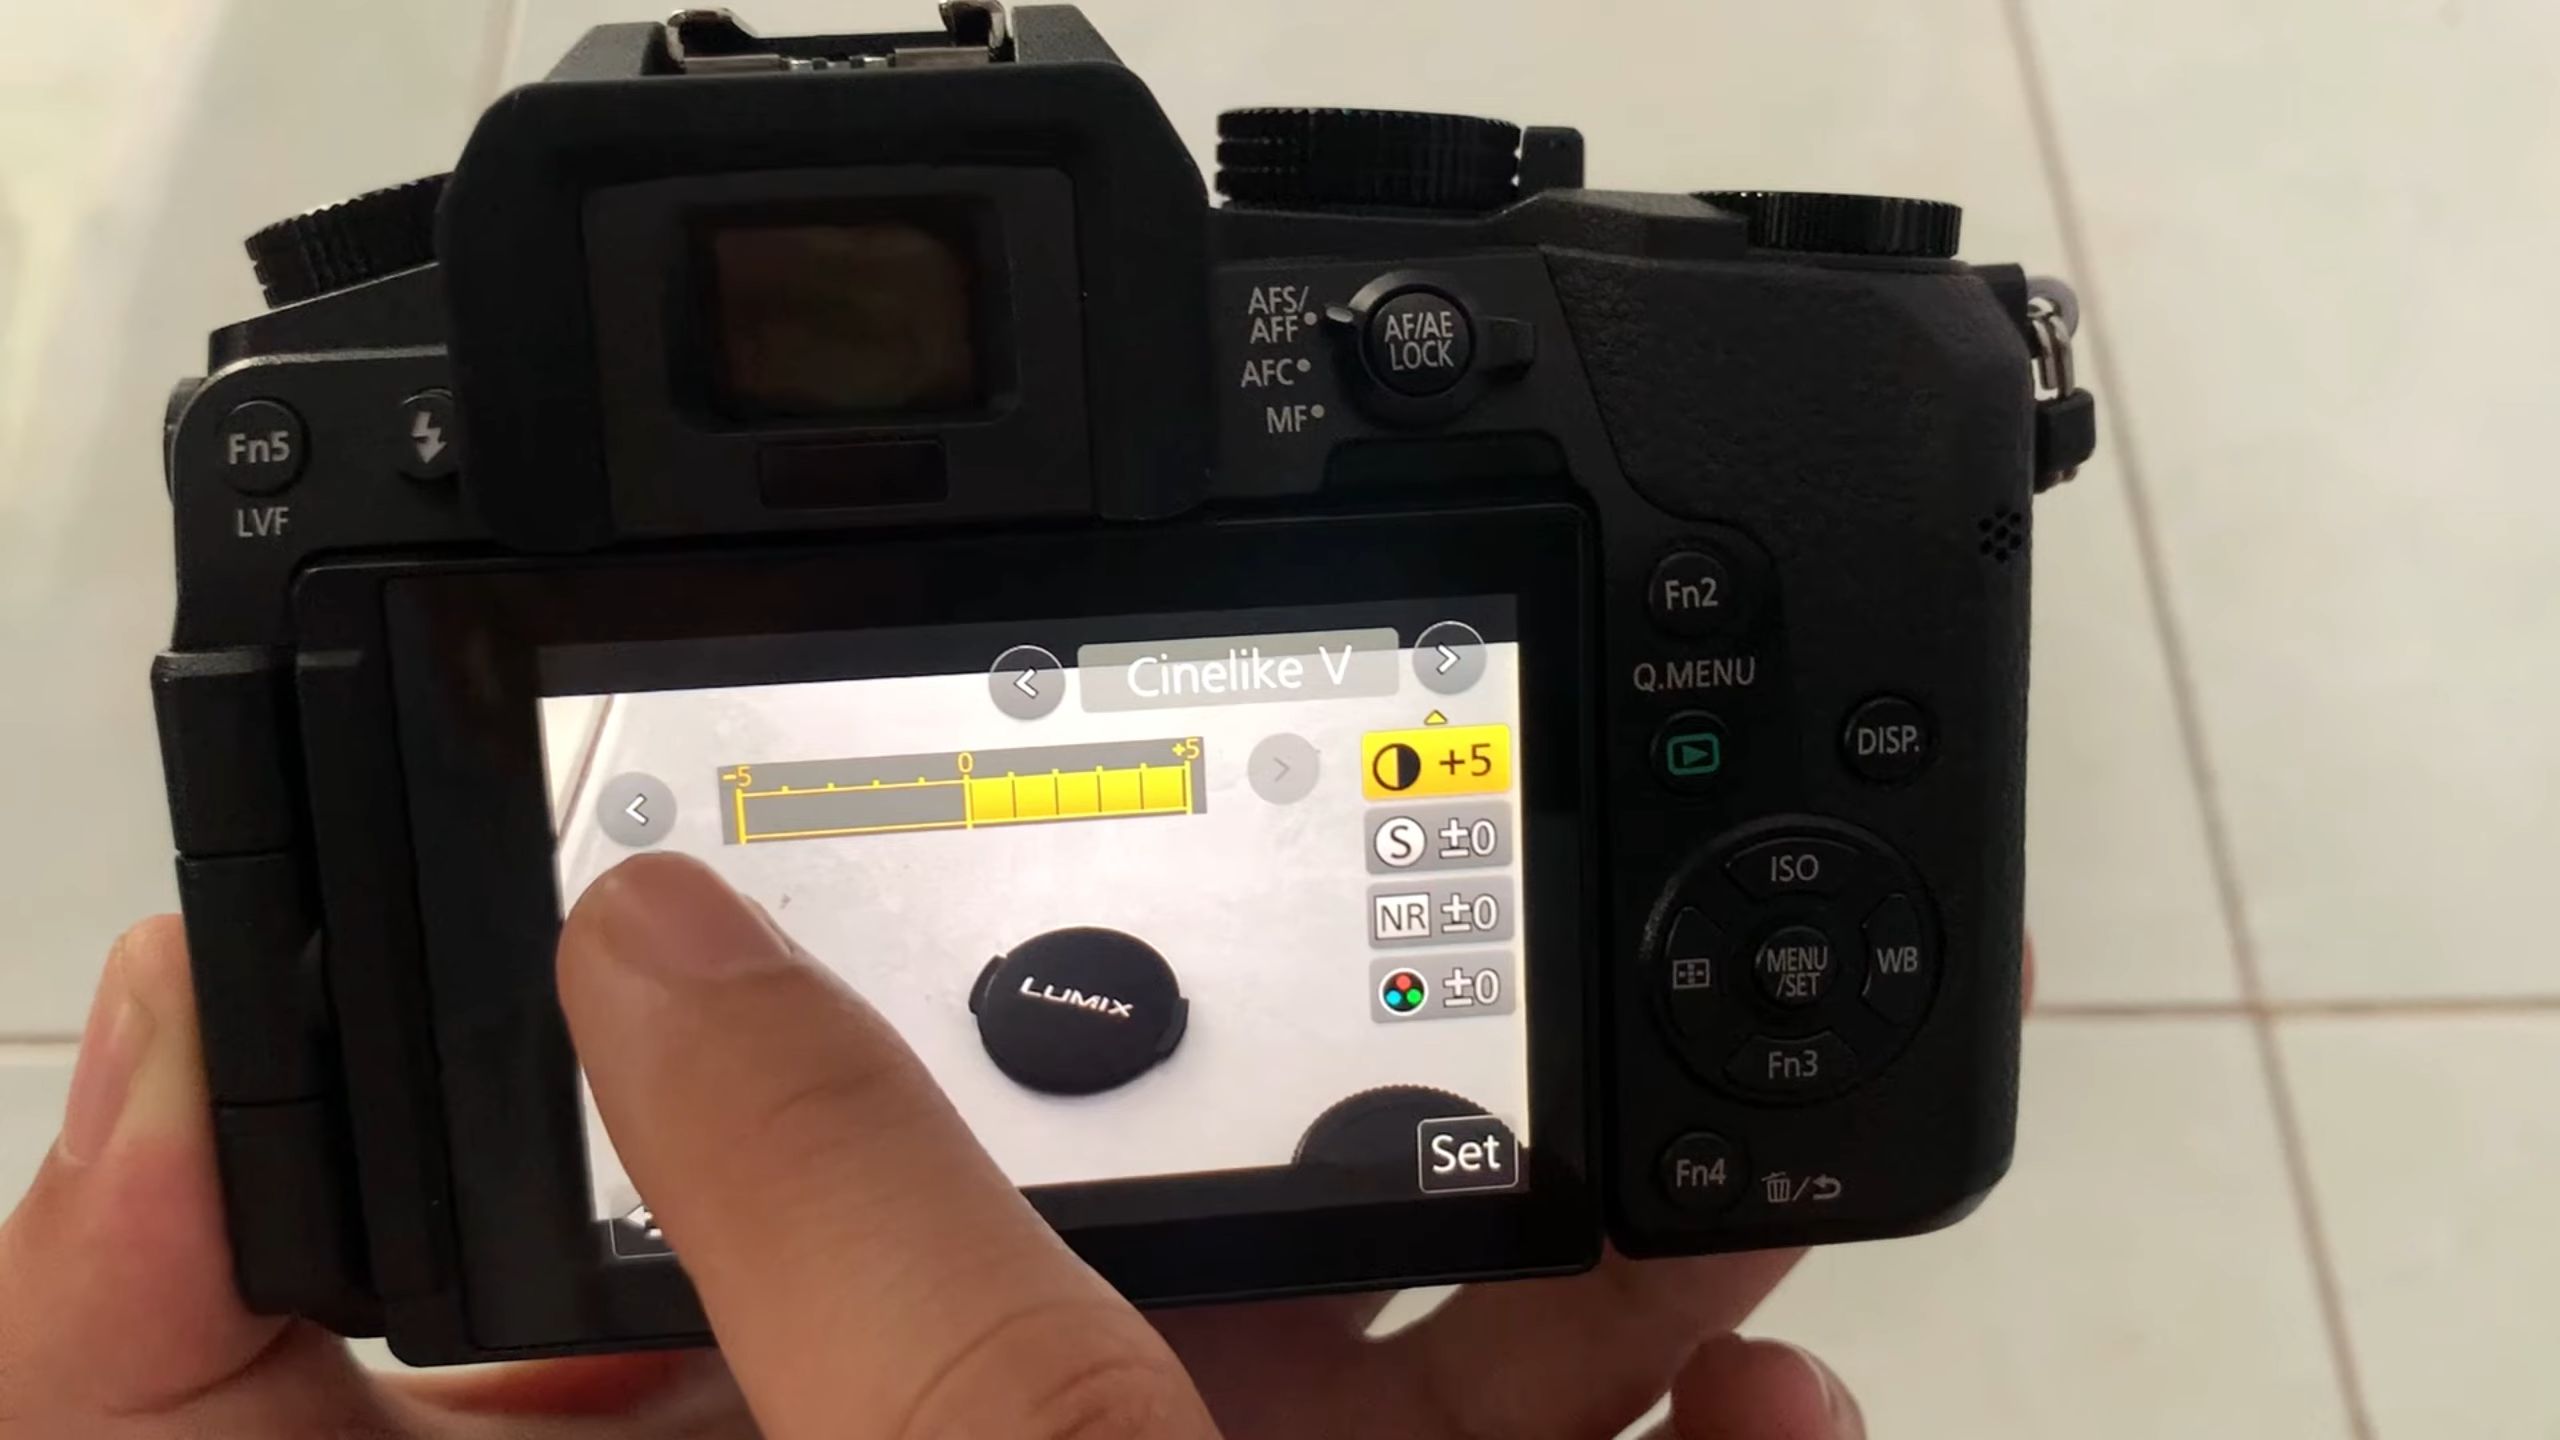 AFS/
AFF
AFC
MF
AF/AE
LOCK
Fn5
LVF
Fn2
Q.MENU
DISP.
Cinelike V
-5 0 +5
+5
S ±0
NR ±0
±0
LUMIX
Set
ISO
MENU
/SET
WB
Fn3
Fn4